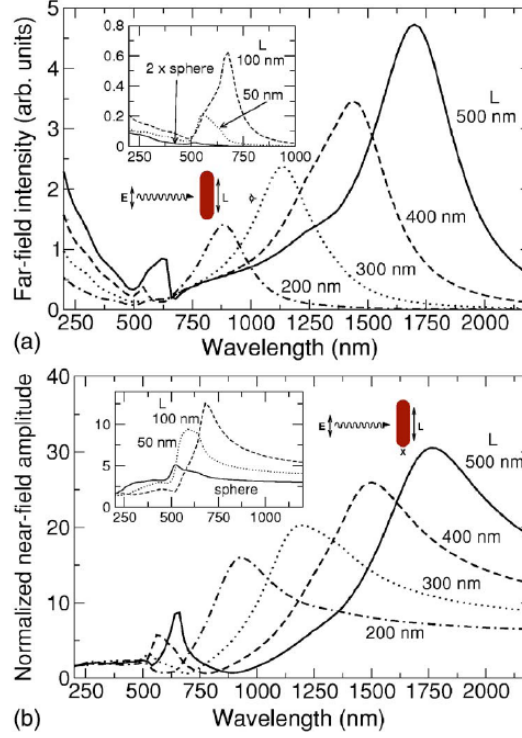 Far-field intensity (arb. units)
5
4
3
2
1
0
0.8
0.6
0.4
0.2
0
L
100 nm
2 x sphere
50 nm
250 500 750 1000
E
L
L
500 nm
400 nm
300 nm
200 nm
250 500 750 1000 1250 1500 1750 2000
(a) Wavelength (nm)
Normalized near-field amplitude
40
30
20
10
0
10
5
0
L
100 nm
50 nm
sphere
250 500 750 1000
E
L
x
L
500 nm
400 nm
300 nm
200 nm
250 500 750 1000 1250 1500 1750 2000
(b) Wavelength (nm)